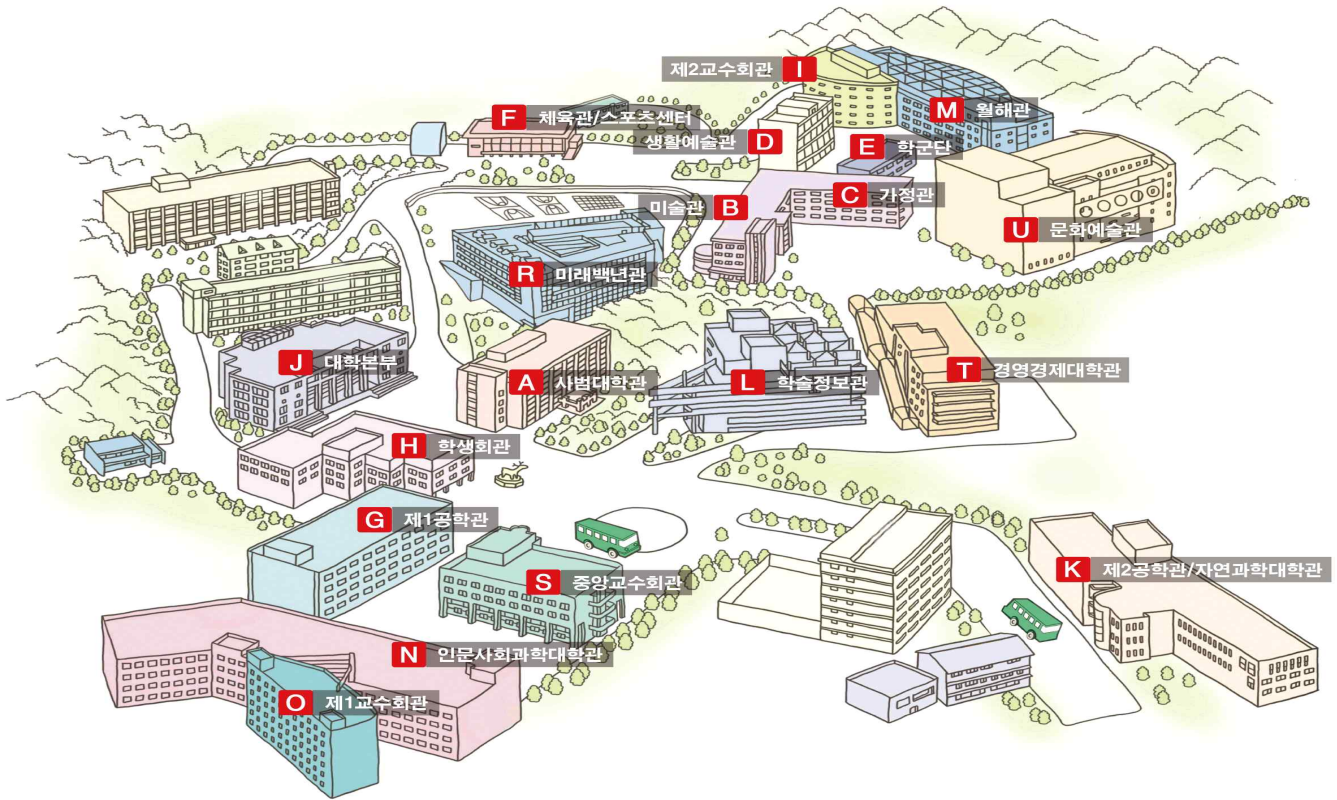 제2교수회관 I
M 월해관
F 체육관/스포츠센터
생활예술관 D
E 학군단
C 가정관
미술관 B
U 문화예술관
R 미래백년관
J 대학본부
A 사범대학관
L 학술정보관
T 경영경제대학관
H 학생회관
G 제1공학관
S 중앙교수회관
K 제2공학관/자연과학대학관
N 인문사회과학대학관
O 제1교수회관